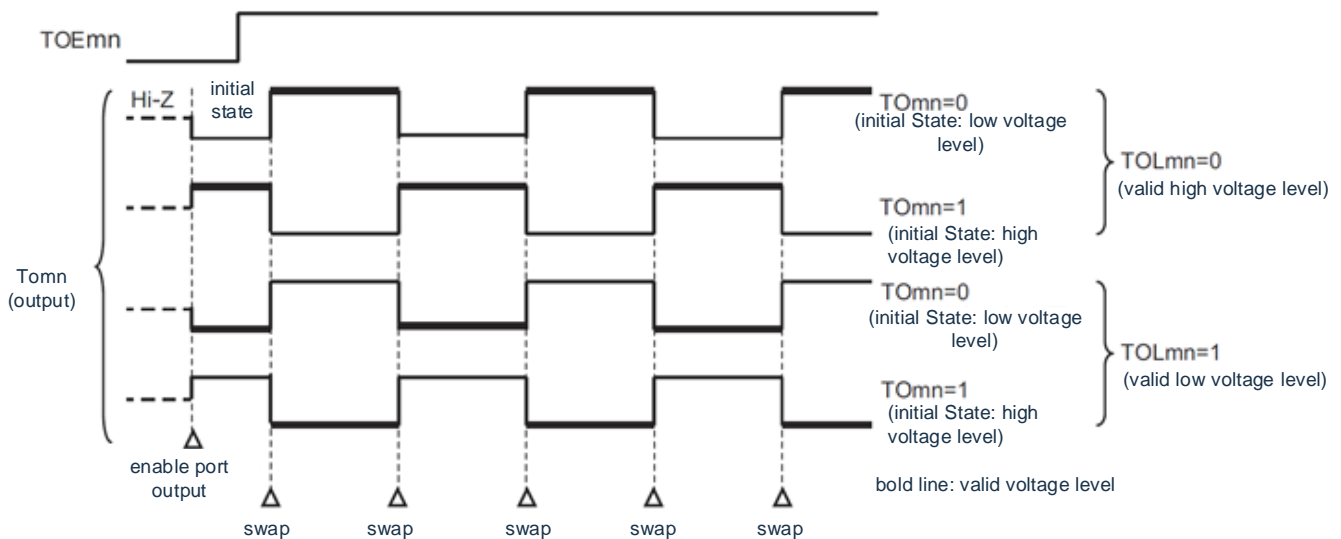 TOEmn
Hi-Z
initial
state
TOmn=0
(initial State: low voltage
level)
TOLmn=0
(valid high voltage level)
TOmn=1
(initial State: high
voltage level)
Tomn
(output)
TOmn=0
(initial State: low voltage
level)
TOLmn=1
(valid low voltage level)
TOmn=1
(initial State: high
voltage level)
enable port
output
bold line: valid voltage level
swap
swap
swap
swap
swap